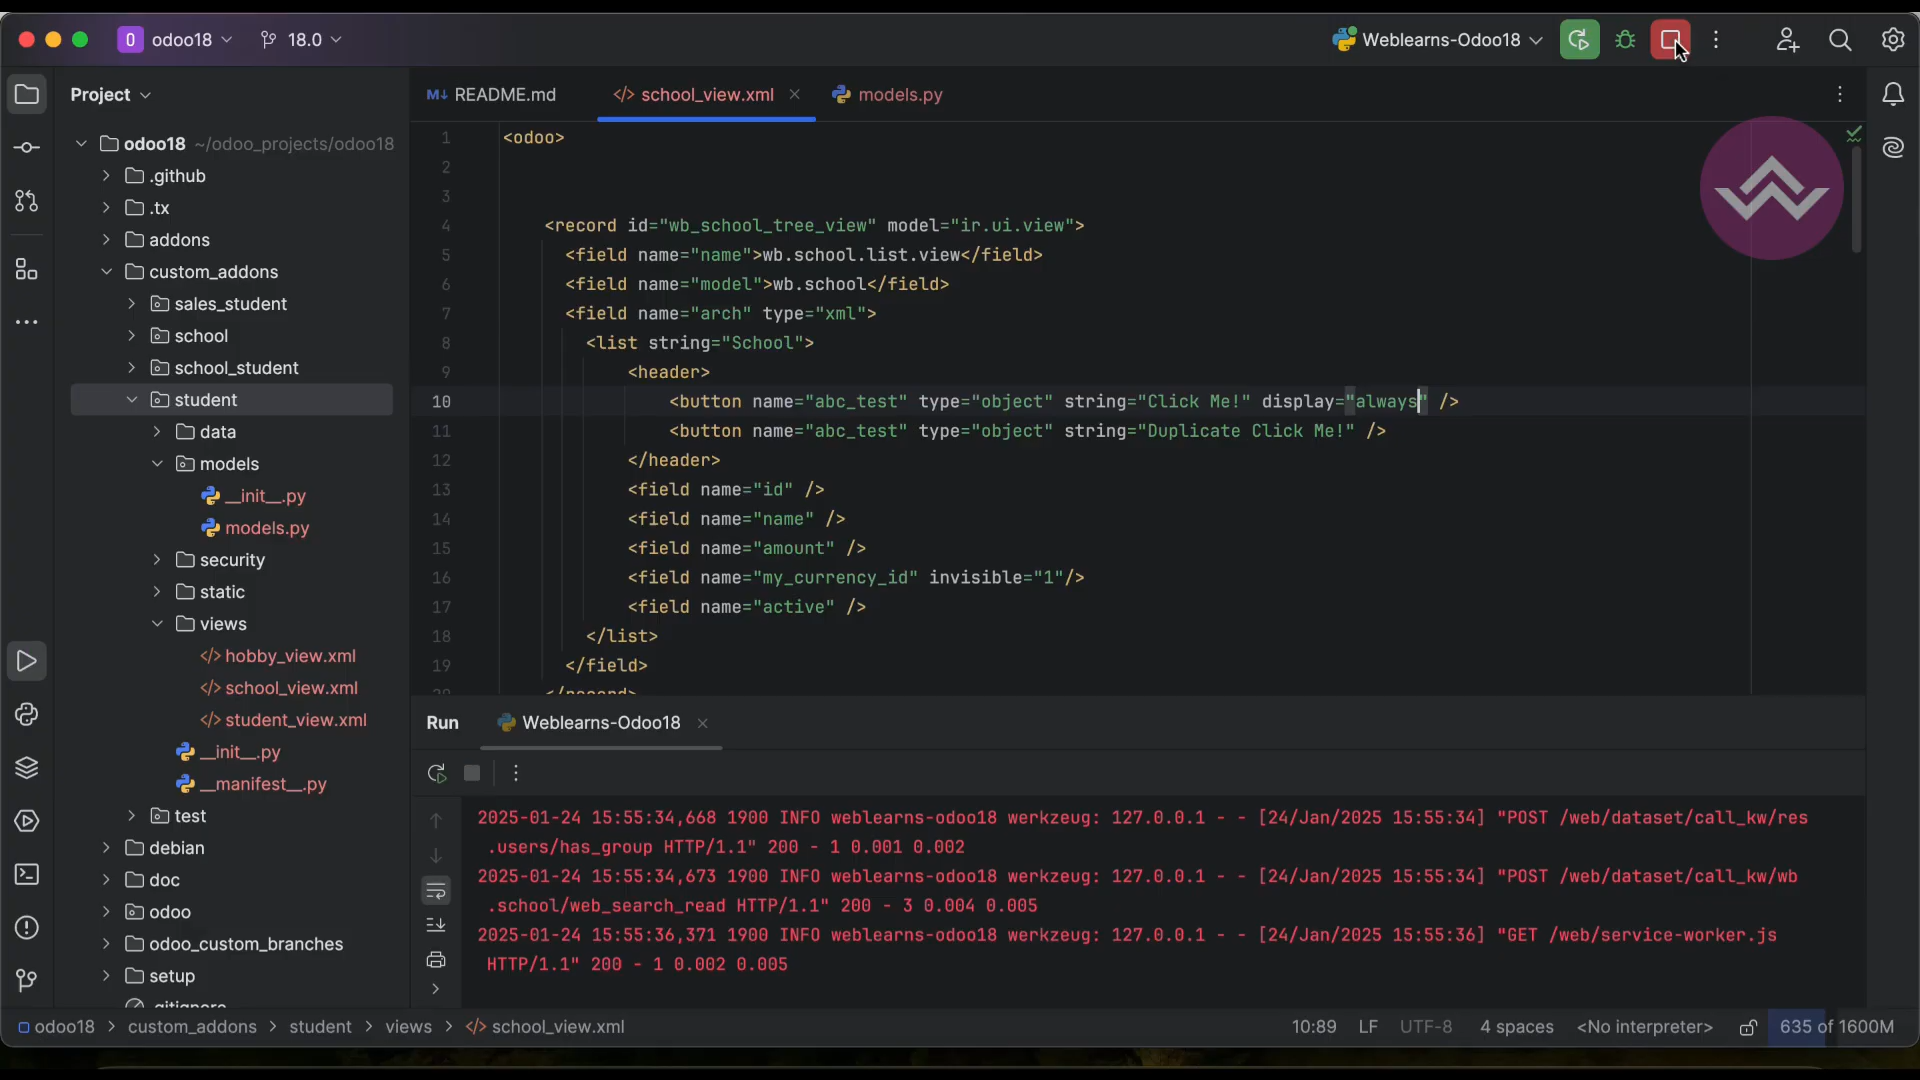 odoo18
18.0
Weblearns-Odoo18
Project
README.md
school_view.xml
models.py
odoo18 ~/odoo_projects/odoo18
.github
.tx
addons
custom_addons
sales_student
school
school_student
student
data
models
__init__.py
models.py
security
static
views
hobby_view.xml
school_view.xml
student_view.xml
__init__.py
__manifest__.py
test
debian
doc
odoo
odoo_custom_branches
setup
.gitignore
1 <odoo>
2
3
4 <record id="wb_school_tree_view" model="ir.ui.view">
5 <field name="name">wb.school.list.view</field>
6 <field name="model">wb.school</field>
7 <field name="arch" type="xml">
8 <list string="School">
9 <header>
10 <button name="abc_test" type="object" string="Click Me!" display="always" />
11 <button name="abc_test" type="object" string="Duplicate Click Me!" />
12 </header>
13 <field name="id" />
14 <field name="name" />
15 <field name="amount" />
16 <field name="my_currency_id" invisible="1"/>
17 <field name="active" />
18 </list>
19 </field>
20 </record>
Run
Weblearns-Odoo18
2025-01-24 15:55:34,668 1900 INFO weblearns-odoo18 werkzeug: 127.0.0.1 - - [24/Jan/2025 15:55:34] "POST /web/dataset/call_kw/res
.users/has_group HTTP/1.1" 200 - 1 0.001 0.002
2025-01-24 15:55:34,673 1900 INFO weblearns-odoo18 werkzeug: 127.0.0.1 - - [24/Jan/2025 15:55:34] "POST /web/dataset/call_kw/wb
.school/web_search_read HTTP/1.1" 200 - 3 0.004 0.005
2025-01-24 15:55:36,371 1900 INFO weblearns-odoo18 werkzeug: 127.0.0.1 - - [24/Jan/2025 15:55:36] "GET /web/service-worker.js
HTTP/1.1" 200 - 1 0.002 0.005
odoo18 > custom_addons > student > views > school_view.xml
10:89 LF UTF-8 4 spaces <No interpreter> 635 of 1600M